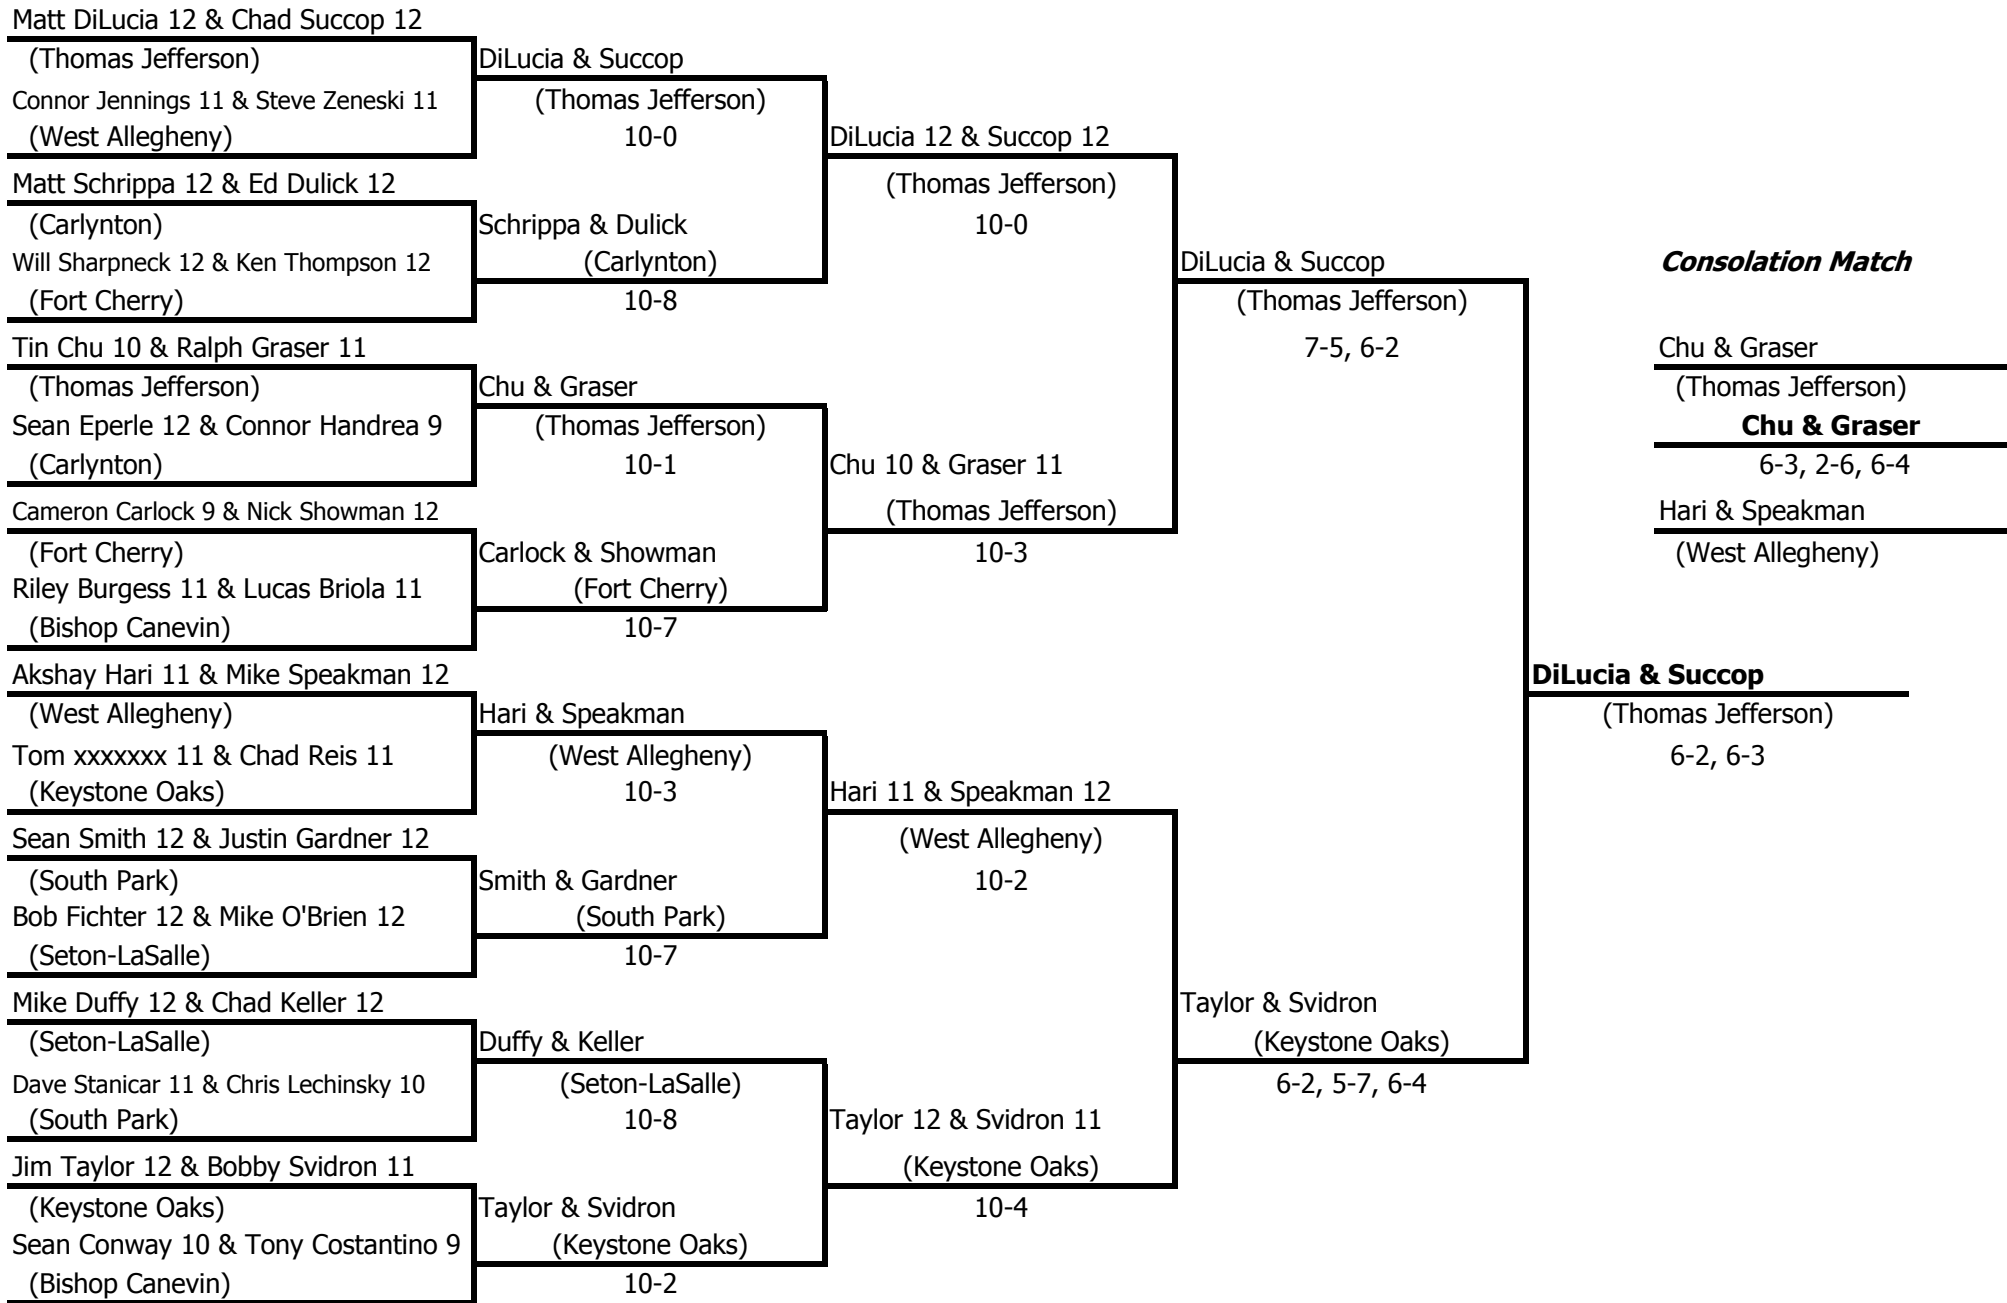 Matt DiLucia 12 & Chad Succop 12
(Thomas Jefferson)
Connor Jennings 11 & Steve Zeneski 11
(West Allegheny)
Matt Schrippa 12 & Ed Dulick 12
(Carlynton)
Will Sharpneck 12 & Ken Thompson 12
(Fort Cherry)
Tin Chu 10 & Ralph Graser 11
(Thomas Jefferson)
Sean Eperle 12 & Connor Handrea 9
(Carlynton)
Cameron Carlock 9 & Nick Showman 12
(Fort Cherry)
Riley Burgess 11 & Lucas Briola 11
(Bishop Canevin)
Akshay Hari 11 & Mike Speakman 12
(West Allegheny)
Tom xxxxxxx 11 & Chad Reis 11
(Keystone Oaks)
Sean Smith 12 & Justin Gardner 12
(South Park)
Bob Fichter 12 & Mike O'Brien 12
(Seton-LaSalle)
Mike Duffy 12 & Chad Keller 12
(Seton-LaSalle)
Dave Stanicar 11 & Chris Lechinsky 10
(South Park)
Jim Taylor 12 & Bobby Svidron 11
(Keystone Oaks)
Sean Conway 10 & Tony Costantino 9
(Bishop Canevin)
DiLucia & Succop
(Thomas Jefferson)
10-0
Schrippa & Dulick
(Carlynton)
10-8
Chu & Graser
(Thomas Jefferson)
10-1
Carlock & Showman
(Fort Cherry)
10-7
Hari & Speakman
(West Allegheny)
10-3
Smith & Gardner
(South Park)
10-7
Duffy & Keller
(Seton-LaSalle)
10-8
Taylor & Svidron
(Keystone Oaks)
10-2
DiLucia 12 & Succop 12
(Thomas Jefferson)
10-0
Chu 10 & Graser 11
(Thomas Jefferson)
10-3
Hari 11 & Speakman 12
(West Allegheny)
10-2
Taylor 12 & Svidron 11
(Keystone Oaks)
10-4
DiLucia & Succop
(Thomas Jefferson)
7-5, 6-2
Taylor & Svidron
(Keystone Oaks)
6-2, 5-7, 6-4
DiLucia & Succop
(Thomas Jefferson)
6-2, 6-3
Consolation Match
Chu & Graser
(Thomas Jefferson)
Chu & Graser
6-3, 2-6, 6-4
Hari & Speakman
(West Allegheny)